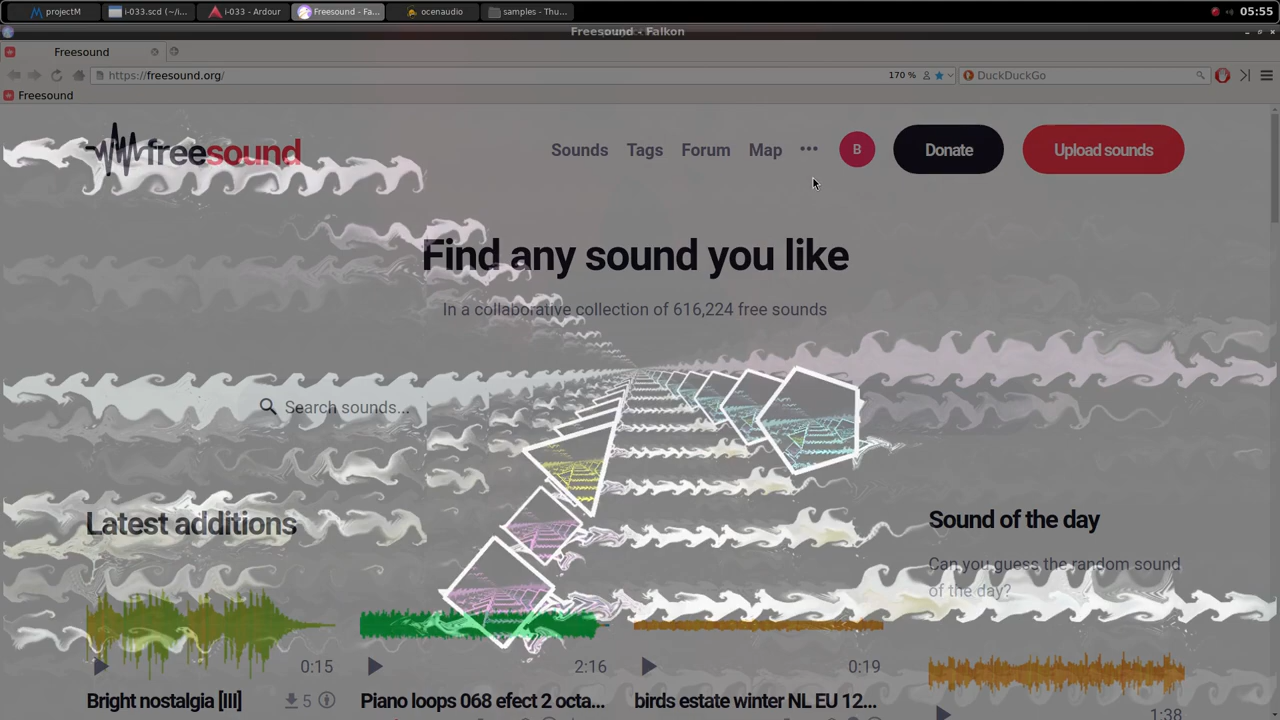 projectM
i-033.scd (~/i...
i-033 - Ardour
Freesound - Fa...
ocenaudio
samples - Thu...
05:55
Freesound - Falkon
Freesound
https://freesound.org/
170 %
DuckDuckGo
Freesound
freesound
Sounds
Tags
Forum
Map
B
Donate
Upload sounds
Find any sound you like
In a collaborative collection of 616,224 free sounds
Search sounds...
Latest additions
Sound of the day
Can you guess the random sound
of the day?
0:15
2:16
0:19
Bright nostalgia [III]
5
Piano loops 068 efect 2 octa...
birds estate winter NL EU 12...
1:38